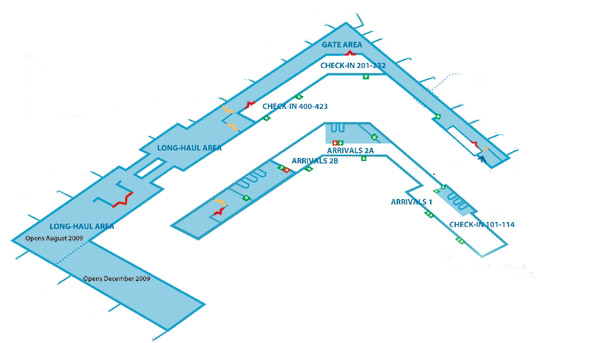 GATE AREA
CHECK-IN 201-232
CHECK-IN 400-423
LONG-HAUL AREA
ARRIVALS 2A
ARRIVALS 2B
ARRIVALS 1
CHECK-IN 101-114
LONG-HAUL AREA
Opens August 2009
Opens December 2009